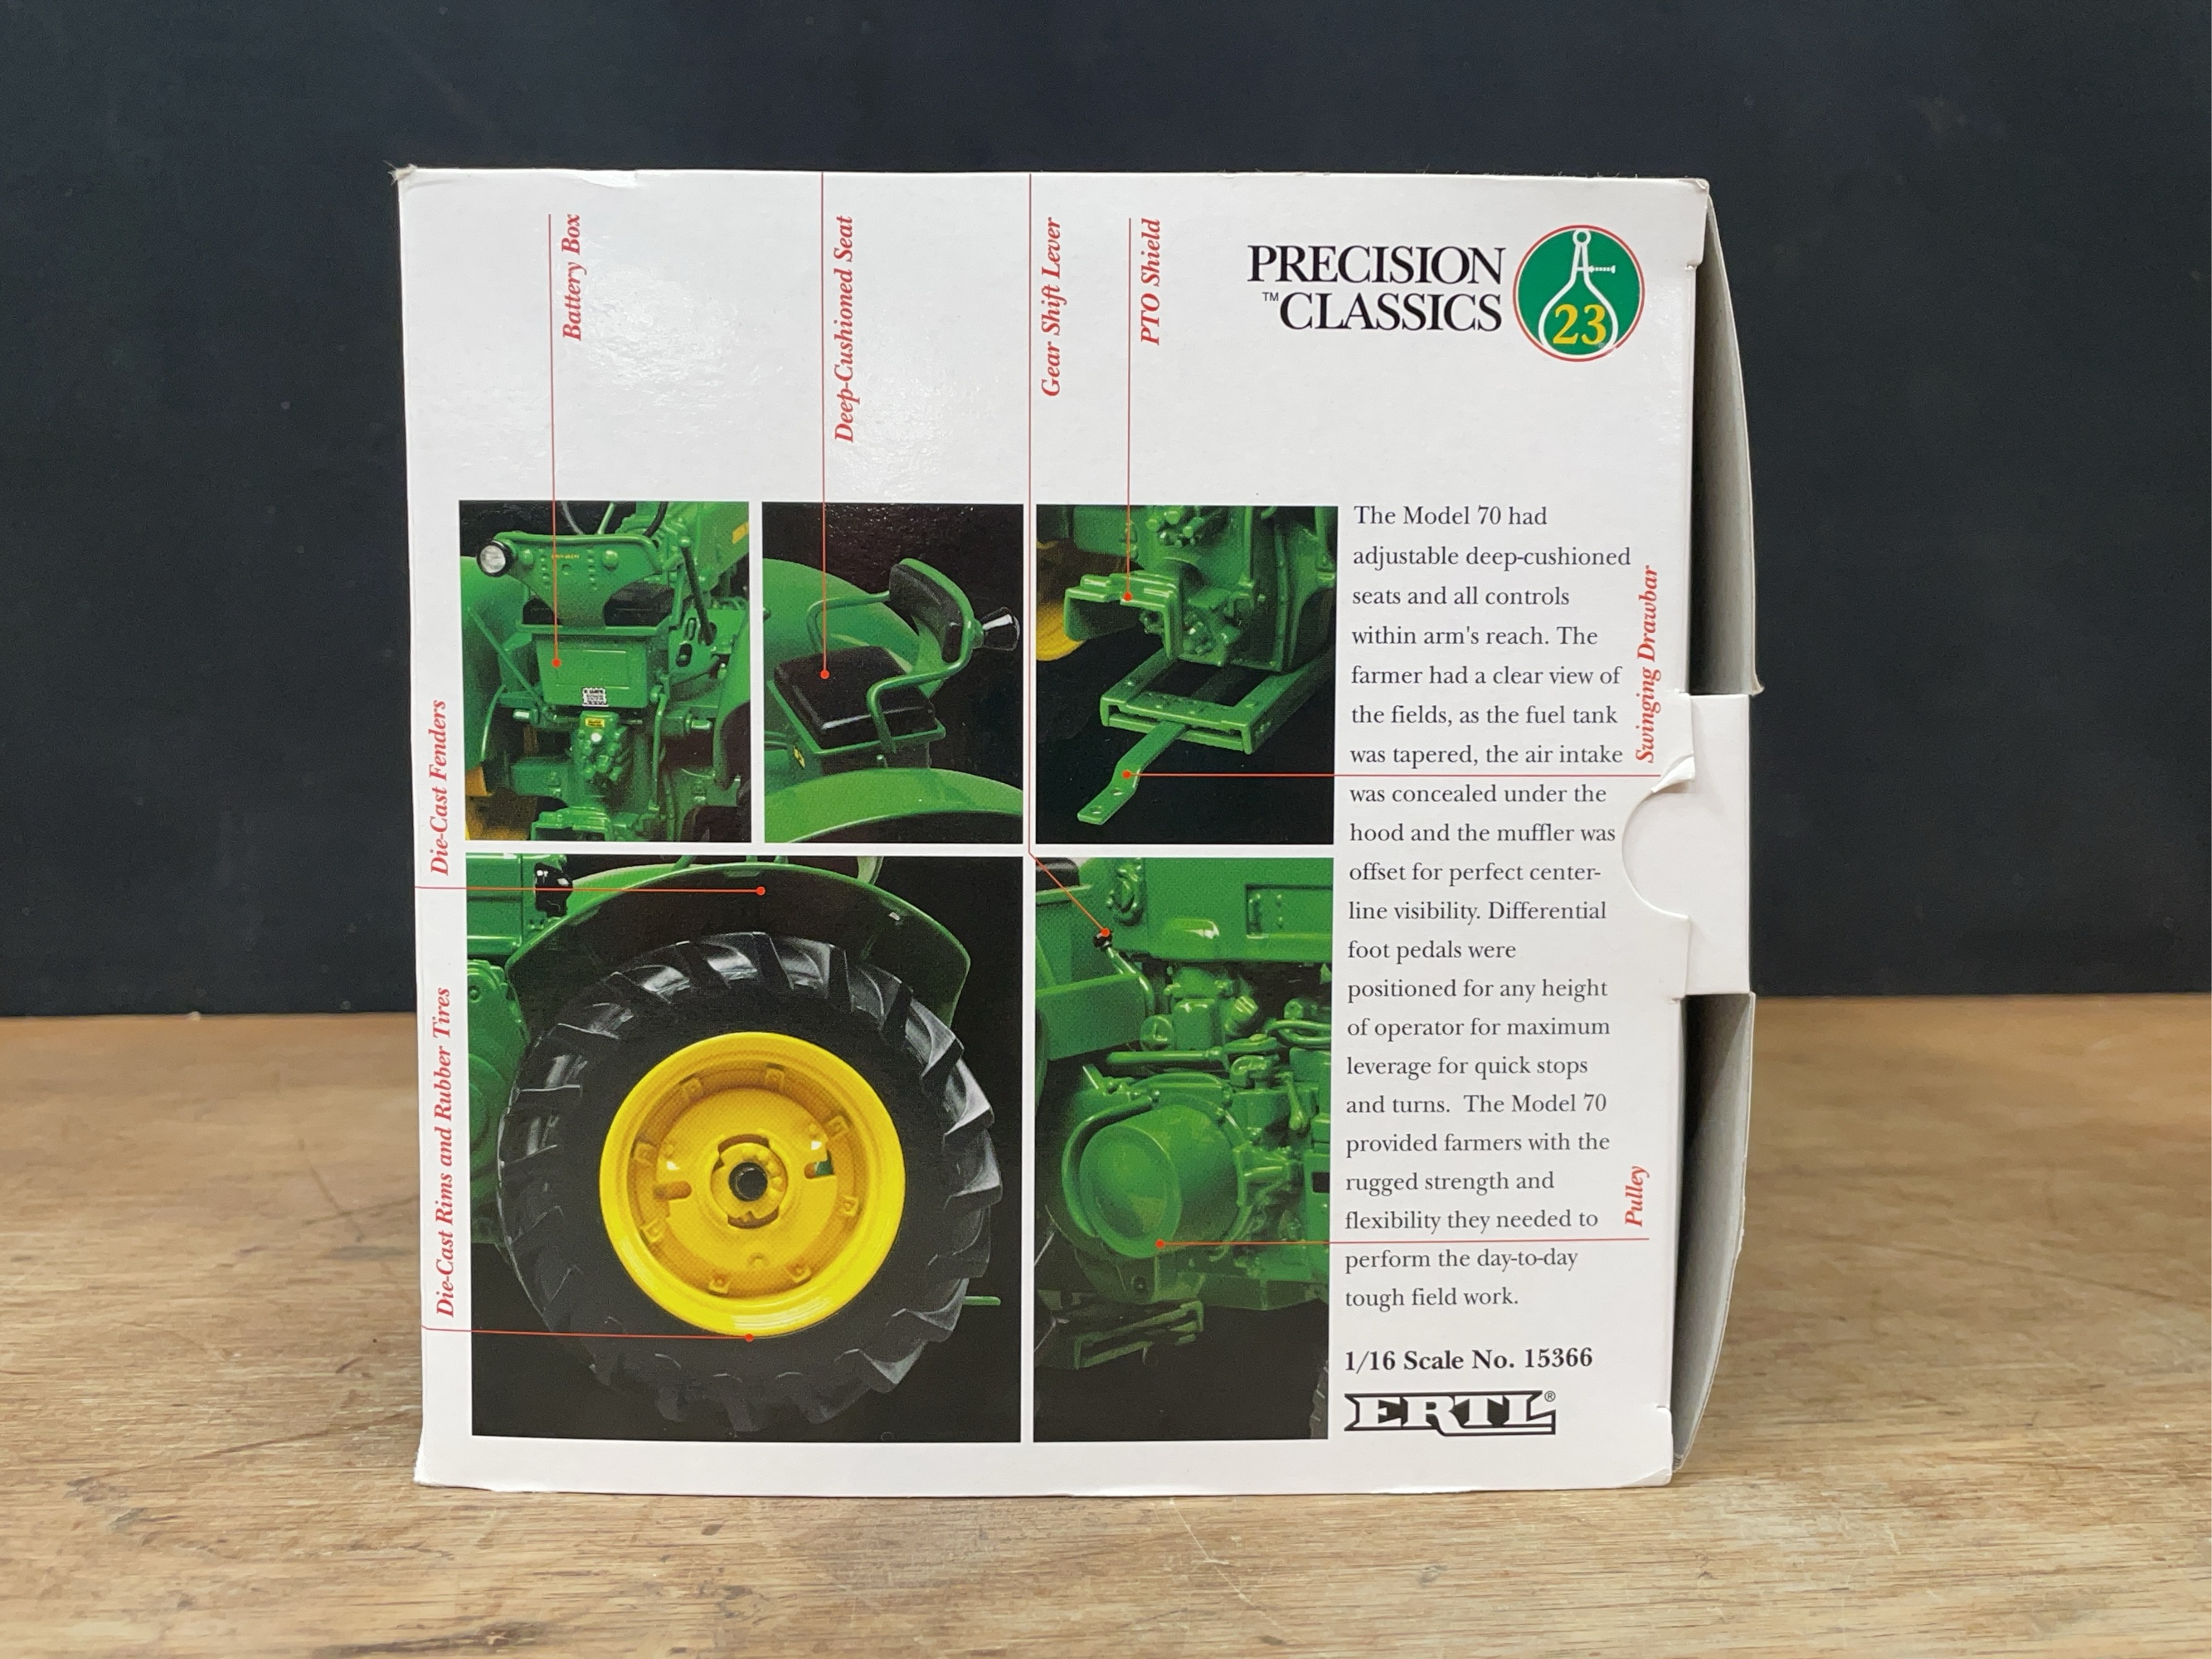 Battery Box
Deep-Cushioned Seat
Gear Shift Lever
PTO Shield
PRECISION
™CLASSICS
23
The Model 70 had
adjustable deep-cushioned
seats and all controls
within arm's reach. The
farmer had a clear view of
the fields, as the fuel tank
was tapered, the air intake
was concealed under the
hood and the muffler was
offset for perfect center-
line visibility. Differential
foot pedals were
positioned for any height
of operator for maximum
leverage for quick stops
and turns. The Model 70
provided farmers with the
rugged strength and
flexibility they needed to
perform the day-to-day
tough field work.
Swinging Drawbar
Pulley
Die-Cast Fenders
Die-Cast Rims and Rubber Tires
1/16 Scale No. 15366
ERTL®